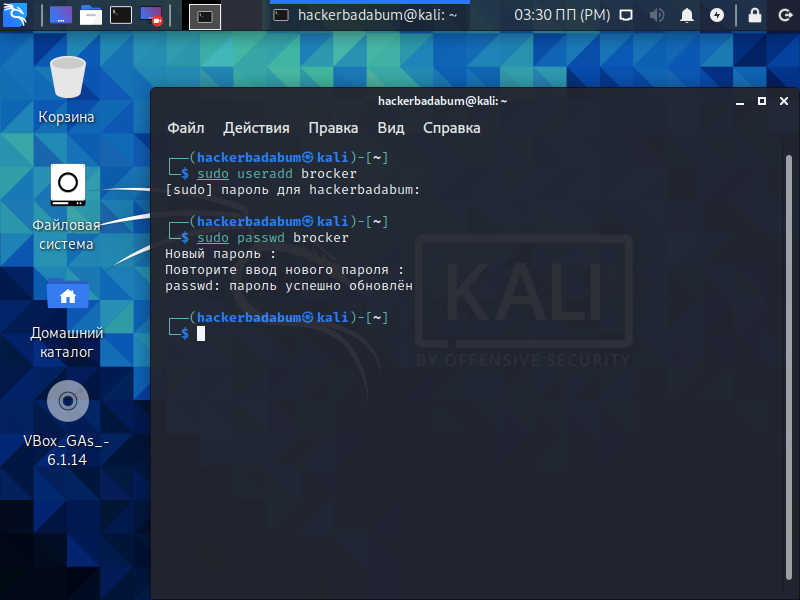 hackerbadabum@kali: ~
03:30 ПП (PM)
Корзина
Файловая
система
Домашний
каталог
VBox_GAs_-
6.1.14
hackerbadabum@kali:~
Файл Действия Правка Вид Справка
┌──(hackerbadabum㉿kali)-[~]
└─$ sudo useradd brocker
[sudo] пароль для hackerbadabum:
┌──(hackerbadabum㉿kali)-[~]
└─$ sudo passwd brocker
Новый пароль :
Повторите ввод нового пароля :
passwd: пароль успешно обновлён
┌──(hackerbadabum㉿kali)-[~]
└─$
KALI
BY OFFENSIVE SECURITY